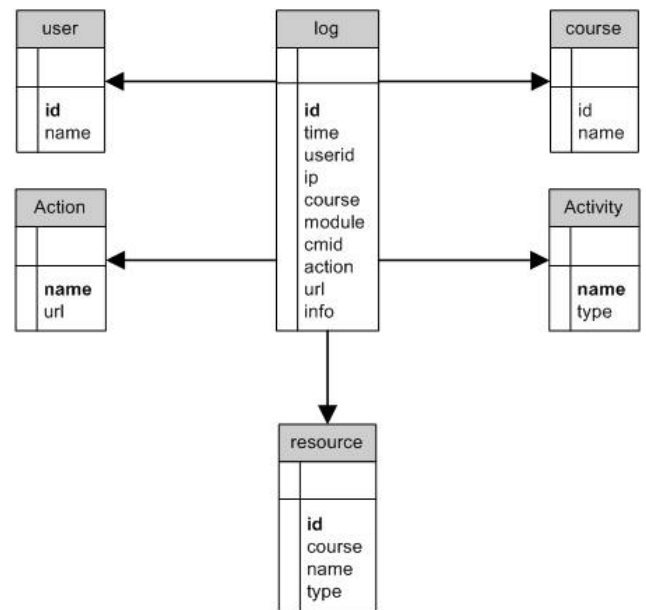 user
id
name
log
id
time
userid
ip
course
module
cmid
action
url
info
course
id
name
Action
name
url
Activity
name
type
resource
id
course
name
type